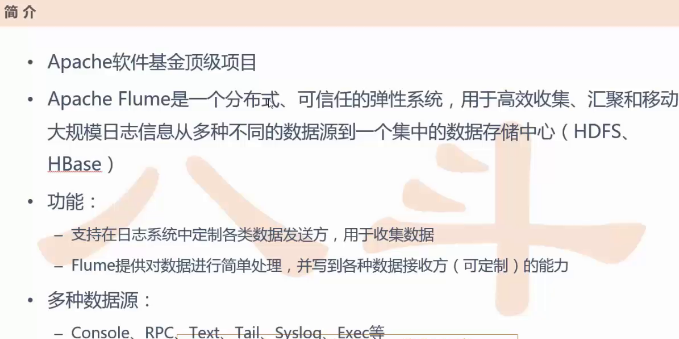 简介
• Apache软件基金顶级项目
• Apache Flume是一个分布式、可信任的弹性系统，用于高效收集、汇聚和移动
大规模日志信息从多种不同的数据源到一个集中的数据存储中心（HDFS、
HBase）
• 功能：
– 支持在日志系统中定制各类数据发送方，用于收集数据
– Flume提供对数据进行简单处理，并写到各种数据接收方（可定制）的能力
• 多种数据源：
– Console、RPC、Text、Tail、Syslog、Exec等
八斗